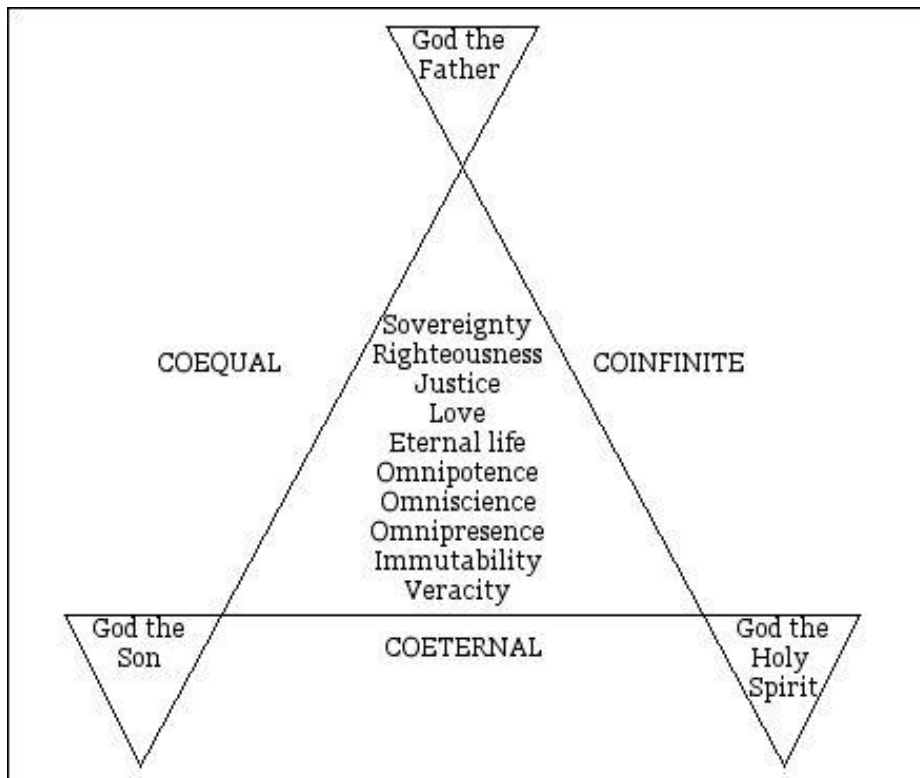 God the
Father
COEQUAL
COINFINITE
Sovereignty
Righteousness
Justice
Love
Eternal life
Omnipotence
Omniscience
Omnipresence
Immutability
Veracity
God the
Son
COETERNAL
God the
Holy
Spirit